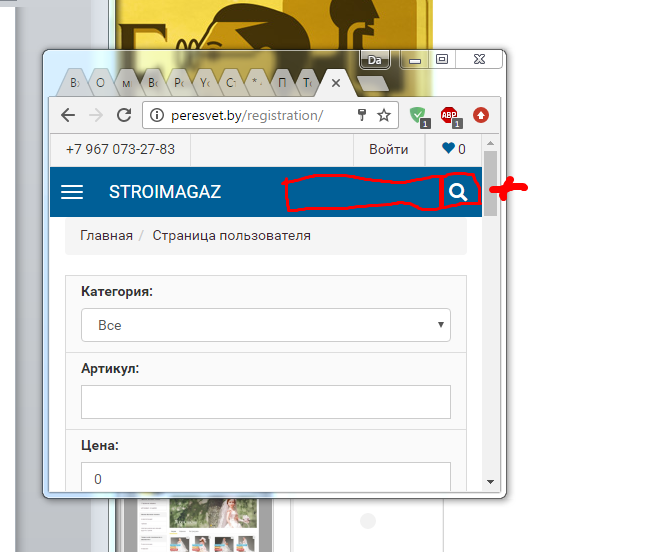 Da
peresvet.by/registration/
1
ABP
1
+7 967 073-27-83
Войти
0
STROIMAGAZ
Главная / Страница пользователя
Категория:
Все
Артикул:
Цена:
0